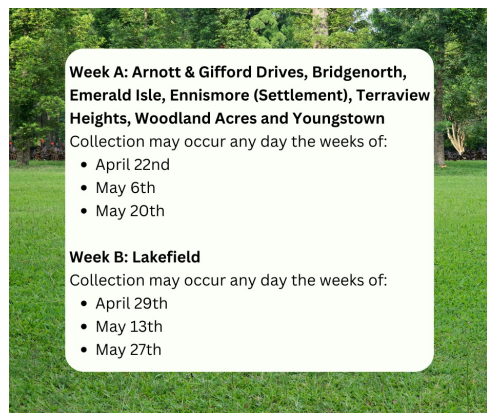 Week A: Arnott & Gifford Drives, Bridgenorth,
Emerald Isle, Ennismore (Settlement), Terraview
Heights, Woodland Acres and Youngstown
Collection may occur any day the weeks of:
• April 22nd
• May 6th
• May 20th
Week B: Lakefield
Collection may occur any day the weeks of:
• April 29th
• May 13th
• May 27th